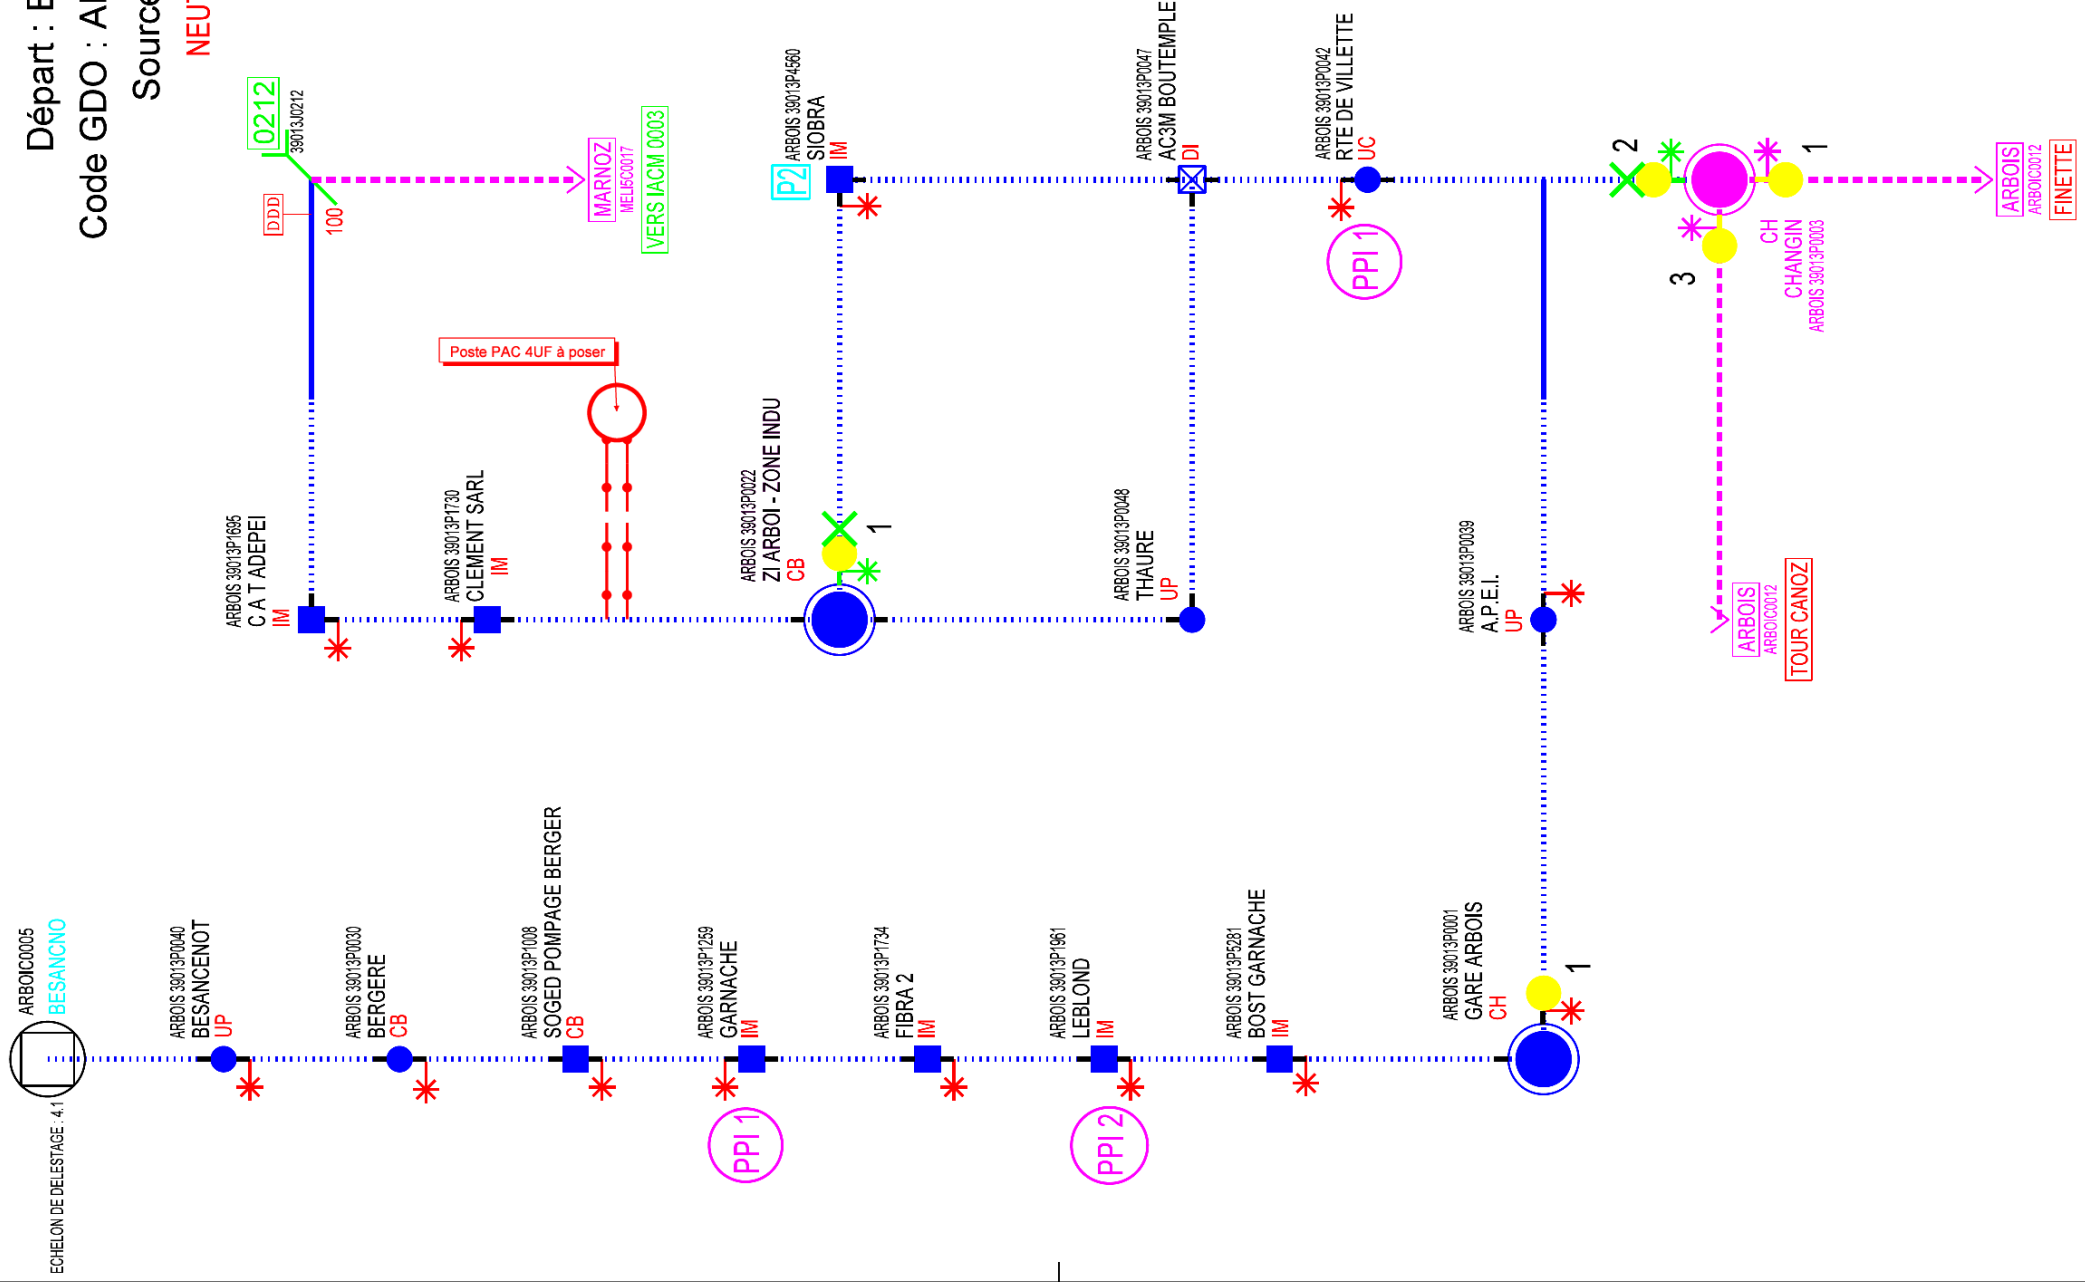 Départ : B
Code GDO : AR
Source
NEUT
0212
39013J0212
DDD
100
MARNOZ
MELI5C0017
VERS IACM 0003
P2
ARBOIS 39013P4560
SIOBRA
IM
ARBOIS 39013P0047
AC3M BOUTEMPLE
DI
ARBOIS 39013P0042
RTE DE VILLETTE
UC
PPI 1
2
1
3
CH
CHANGIN
ARBOIS 39013P0003
ARBOIS
ARBOIC0012
FINETTE
ARBOIS 39013P1695
C A T ADEPEI
IM
ARBOIS 39013P1730
CLEMENT SARL
IM
Poste PAC 4UF à poser
ARBOIS 39013P0022
ZI ARBOI - ZONE INDU
CB
1
ARBOIS 39013P0048
THAURE
UP
ARBOIS 39013P0039
A.P.E.I.
UP
ARBOIS
ARBOIC0012
TOUR CANOZ
ARBOIC0005
BESANCNO
ECHELON DE DELESTAGE : 4.1
ARBOIS 39013P0040
BESANCENOT
UP
ARBOIS 39013P0030
BERGERE
CB
ARBOIS 39013P1008
SOGED POMPAGE BERGER
CB
ARBOIS 39013P1259
GARNACHE
IM
PPI 1
ARBOIS 39013P1734
FIBRA 2
IM
ARBOIS 39013P1961
LEBLOND
IM
PPI 2
ARBOIS 39013P5281
BOST GARNACHE
IM
ARBOIS 39013P0001
GARE ARBOIS
CH
1